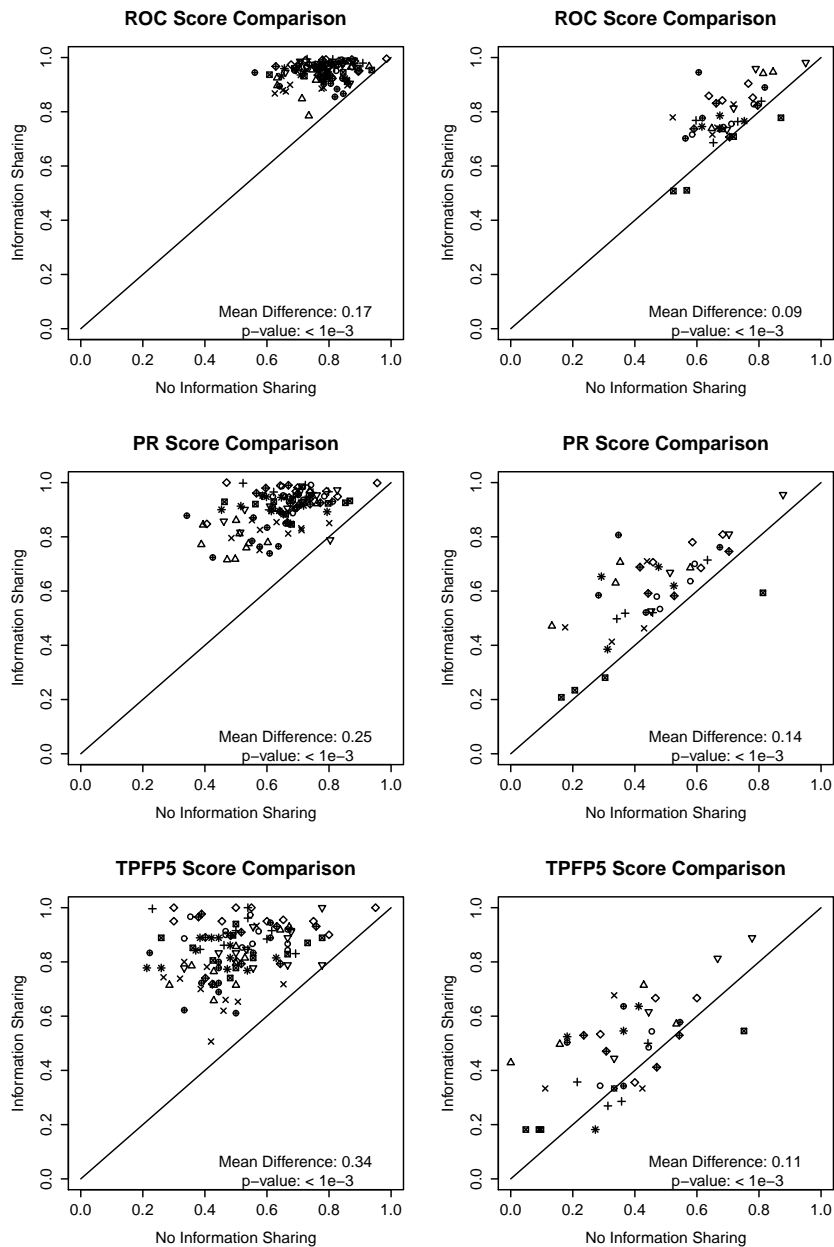 ROC Score Comparison
Information Sharing
1.0
0.8
0.6
0.4
0.2
0.0
Mean Difference: 0.17
p-value: < 1e-3
0.0 0.2 0.4 0.6 0.8 1.0
No Information Sharing
ROC Score Comparison
Information Sharing
1.0
0.8
0.6
0.4
0.2
0.0
Mean Difference: 0.09
p-value: < 1e-3
0.0 0.2 0.4 0.6 0.8 1.0
No Information Sharing
PR Score Comparison
Information Sharing
1.0
0.8
0.6
0.4
0.2
0.0
Mean Difference: 0.25
p-value: < 1e-3
0.0 0.2 0.4 0.6 0.8 1.0
No Information Sharing
PR Score Comparison
Information Sharing
1.0
0.8
0.6
0.4
0.2
0.0
Mean Difference: 0.14
p-value: < 1e-3
0.0 0.2 0.4 0.6 0.8 1.0
No Information Sharing
TPFP5 Score Comparison
Information Sharing
1.0
0.8
0.6
0.4
0.2
0.0
Mean Difference: 0.34
p-value: < 1e-3
0.0 0.2 0.4 0.6 0.8 1.0
No Information Sharing
TPFP5 Score Comparison
Information Sharing
1.0
0.8
0.6
0.4
0.2
0.0
Mean Difference: 0.11
p-value: < 1e-3
0.0 0.2 0.4 0.6 0.8 1.0
No Information Sharing